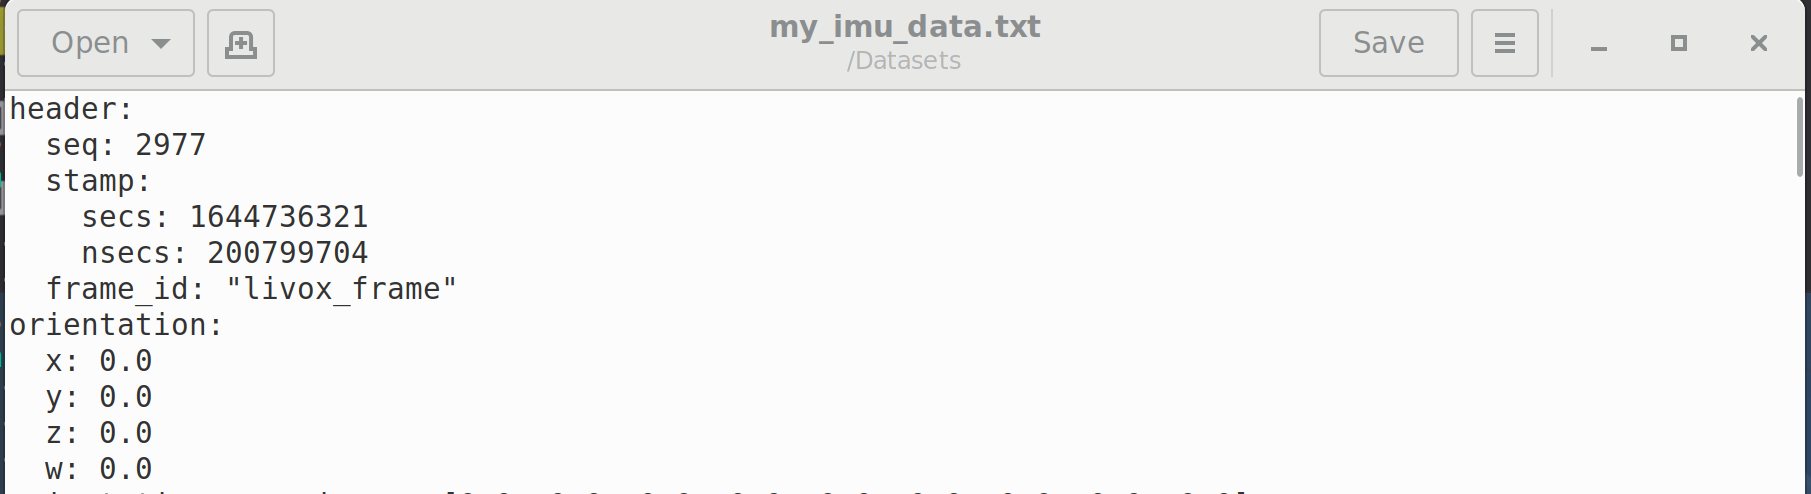 Open
my_imu_data.txt
/Datasets
Save
header:
  seq: 2977
  stamp:
    secs: 1644736321
    nsecs: 200799704
  frame_id: "livox_frame"
orientation:
  x: 0.0
  y: 0.0
  z: 0.0
  w: 0.0